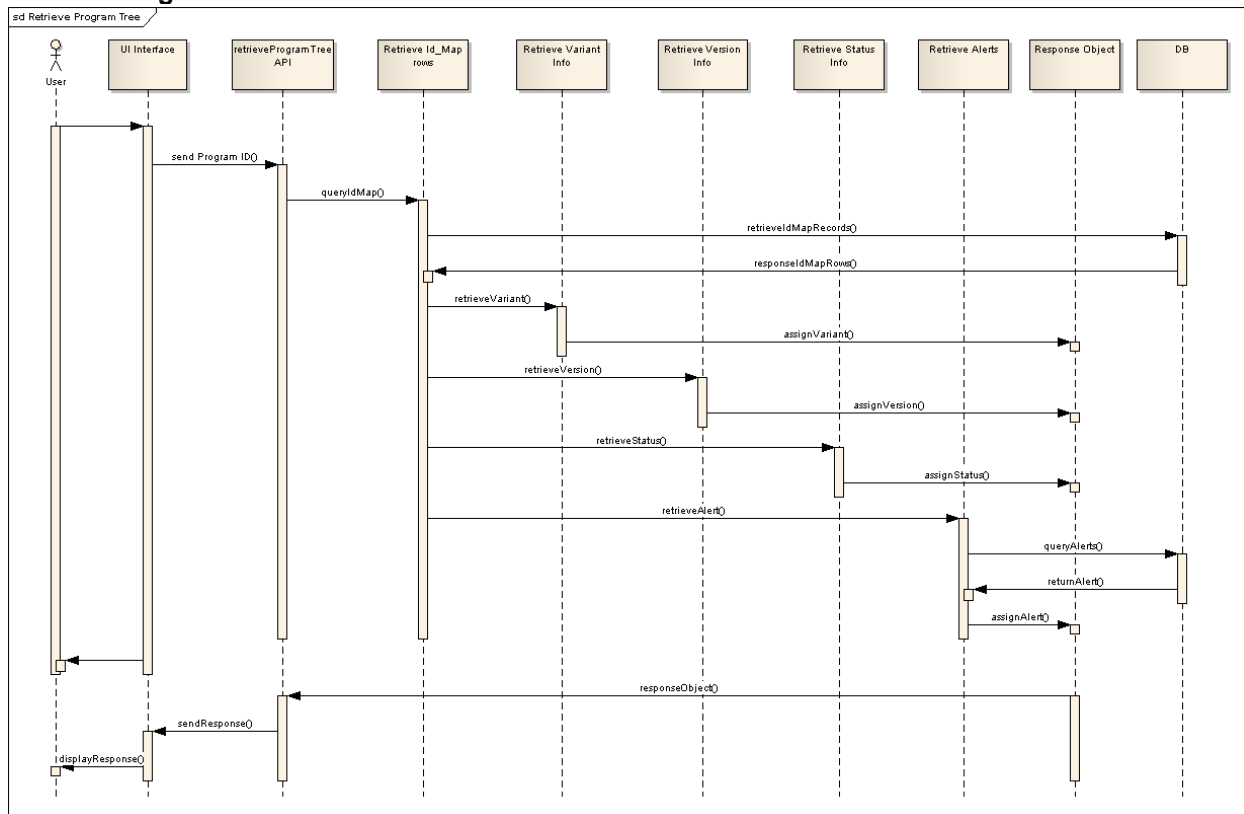 sd Retrieve Program Tree
User
UI Interface
retrieveProgramTree
API
Retrieve Id_Map
rows
Retrieve Variant
Info
Retrieve Version
Info
Retrieve Status
Info
Retrieve Alerts
Response Object
DB
send Program ID()
queryIdMap()
retrieveIdMapRecords()
responseIdMapRows()
retrieveVariant()
assignVariant()
retrieveVersion()
assignVersion()
retrieveStatus()
assignStatus()
retrieveAlert()
queryAlerts()
returnAlert()
assignAlert()
responseObject()
sendResponse()
displayResponse()